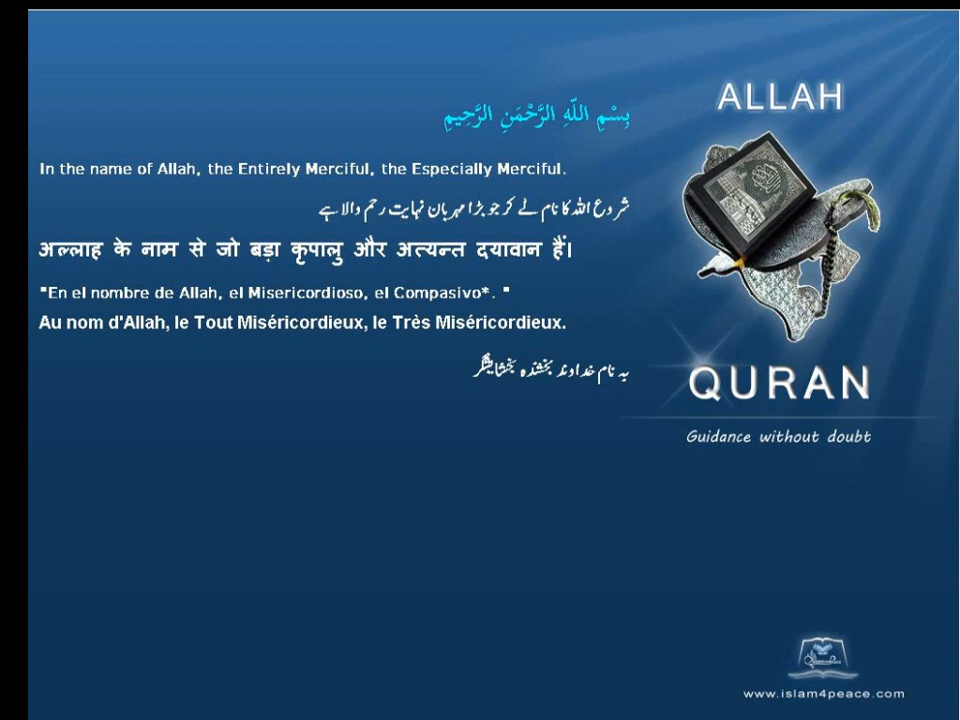 بِسْمِ اللّهِ الرَّحْمَنِ الرَّحِيمِ
In the name of Allah, the Entirely Merciful, the Especially Merciful.
شروع اللہ کا نام لے کر جو بڑا مہربان نہایت رحم والا ہے
अल्लाह के नाम से जो बड़ा कृपालु और अत्यन्त दयावान हैं।
"En el nombre de Allah, el Misericordioso, el Compasivo*. "
Au nom d'Allah, le Tout Miséricordieux, le Très Miséricordieux.
به نام خداوند بخشنده بخشایشگر
ALLAH
QURAN
Guidance without doubt
www.islam4peace.com